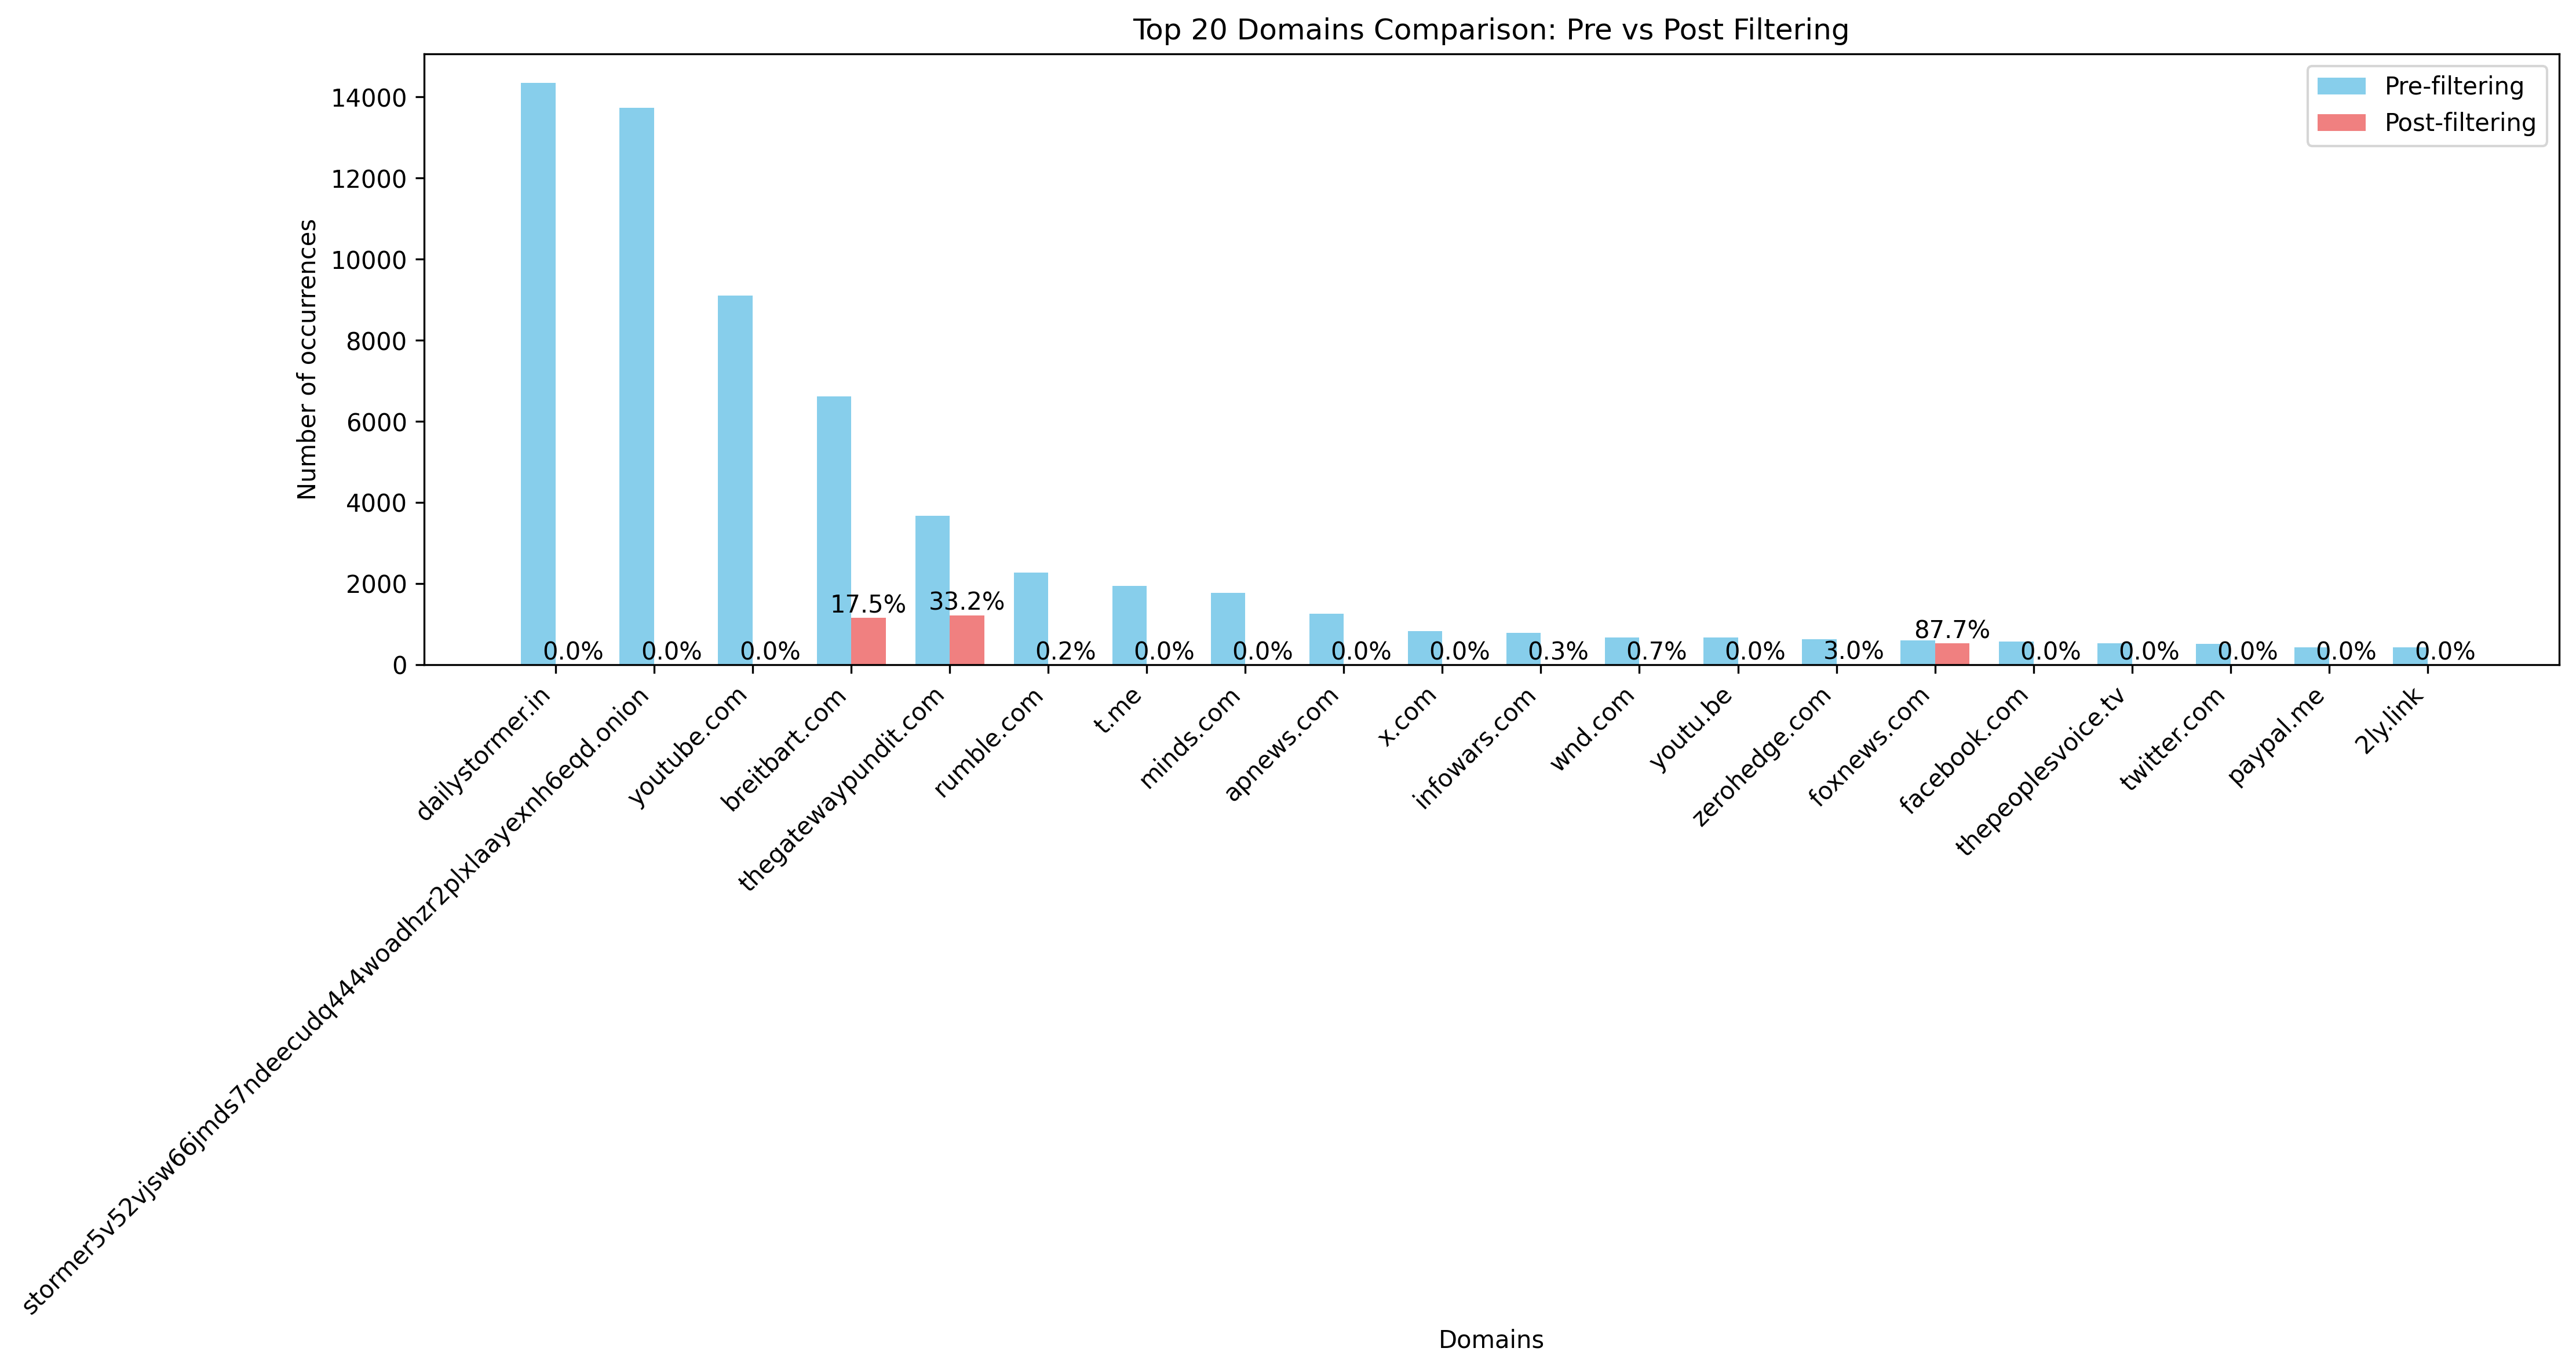 Top 20 Domains Comparison: Pre vs Post Filtering
Pre-filtering
Post-filtering
Number of occurrences
14000
12000
10000
8000
6000
4000
2000
0
0.0%
0.0%
0.0%
17.5%
33.2%
0.2%
0.0%
0.0%
0.0%
0.0%
0.3%
0.7%
0.0%
3.0%
87.7%
0.0%
0.0%
0.0%
0.0%
0.0%
dailystormer.in
stormer5v52vjsw66jmds7ndeecudq444woadhzr2plxlaayexnh6eqd.onion
youtube.com
breitbart.com
thegatewaypundit.com
rumble.com
t.me
minds.com
apnews.com
x.com
infowars.com
wnd.com
youtu.be
zerohedge.com
foxnews.com
facebook.com
thepeoplesvoice.tv
twitter.com
paypal.me
2ly.link
Domains